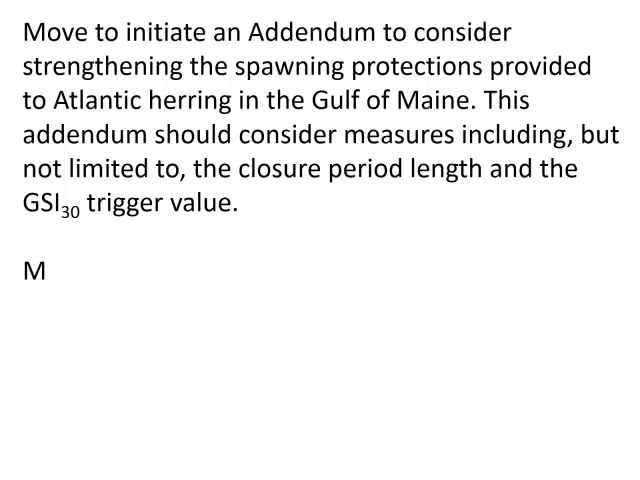 Move to initiate an Addendum to consider
strengthening the spawning protections provided
to Atlantic herring in the Gulf of Maine. This
addendum should consider measures including, but
not limited to, the closure period length and the
GSI30 trigger value.
M